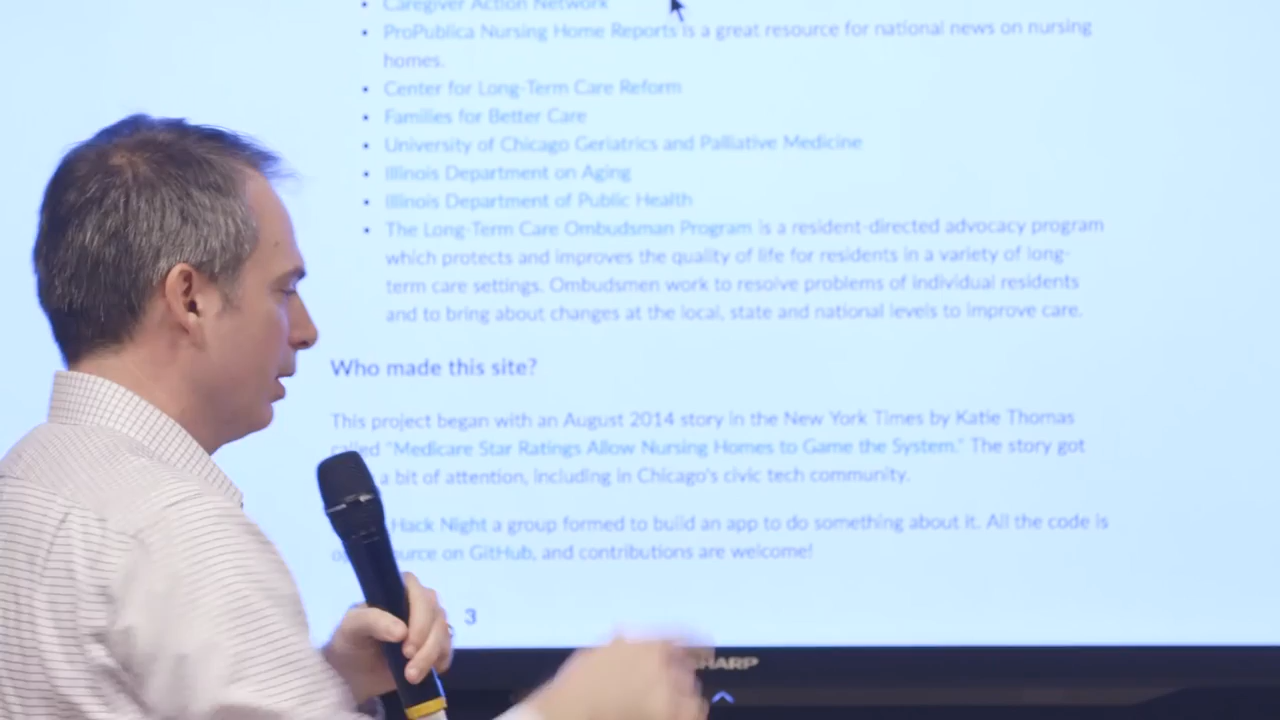 Caregiver Action Network
ProPublica Nursing Home Reports is a great resource for national news on nursing
homes.
Center for Long-Term Care Reform
Families for Better Care
University of Chicago Geriatrics and Palliative Medicine
Illinois Department on Aging
Illinois Department of Public Health
The Long-Term Care Ombudsman Program is a resident-directed advocacy program
which protects and improves the quality of life for residents in a variety of long-
term care settings. Ombudsmen work to resolve problems of individual residents
and to bring about changes at the local, state and national levels to improve care.
Who made this site?
This project began with an August 2014 story in the New York Times by Katie Thomas
called "Medicare Star Ratings Allow Nursing Homes to Game the System." The story got
a bit of attention, including in Chicago's civic tech community.
Hack Night a group formed to build an app to do something about it. All the code is
on GitHub, and contributions are welcome!
3
SHARP